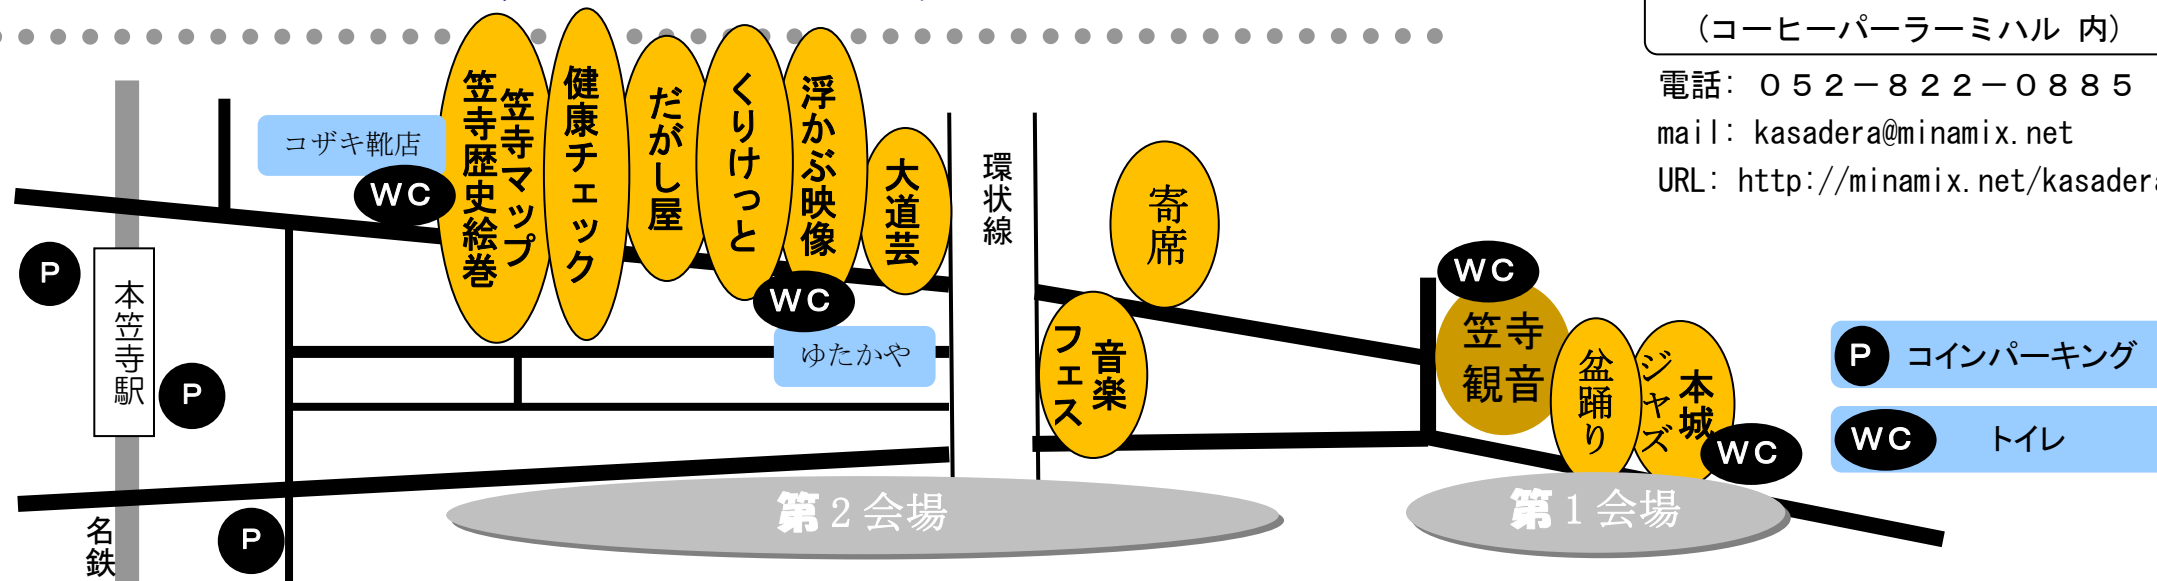 (コーヒーパーラーミハル 内)
電話: 052-822-0885
mail: kasadera@minamix.net
URL: http://minamix.net/kasadera
コザキ靴店
WC
笠寺マップ
笠寺歴史絵巻
健康チェック
だがし屋
くりけっと
浮かぶ映像
大道芸
WC
ゆたかや
環状線
寄席
音楽
フェス
WC
笠寺
観音
盆踊り
本城
ジャズ
WC
P
本笠寺駅
P
P
名鉄
第2会場
第1会場
P コインパーキング
WC トイレ